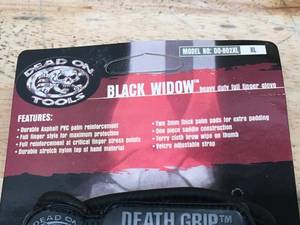 DEAD ON
TOOLS
MODEL NO: DO-802XL XL
BLACK WIDOW™ heavy duty full finger glove
FEATURES:
• Durable Asphalt PVC palm reinforcement
• Full finger style for maximum protection
• Full reinforcement at critical finger stress points
• Durable stretch nylon top of hand material
• Two 3mm thick palm pads for extra padding
• One piece saddle construction
• Terry cloth brow wipe on thumb
• Velcro adjustable strap
DEAD ON
DEATH GRIP™